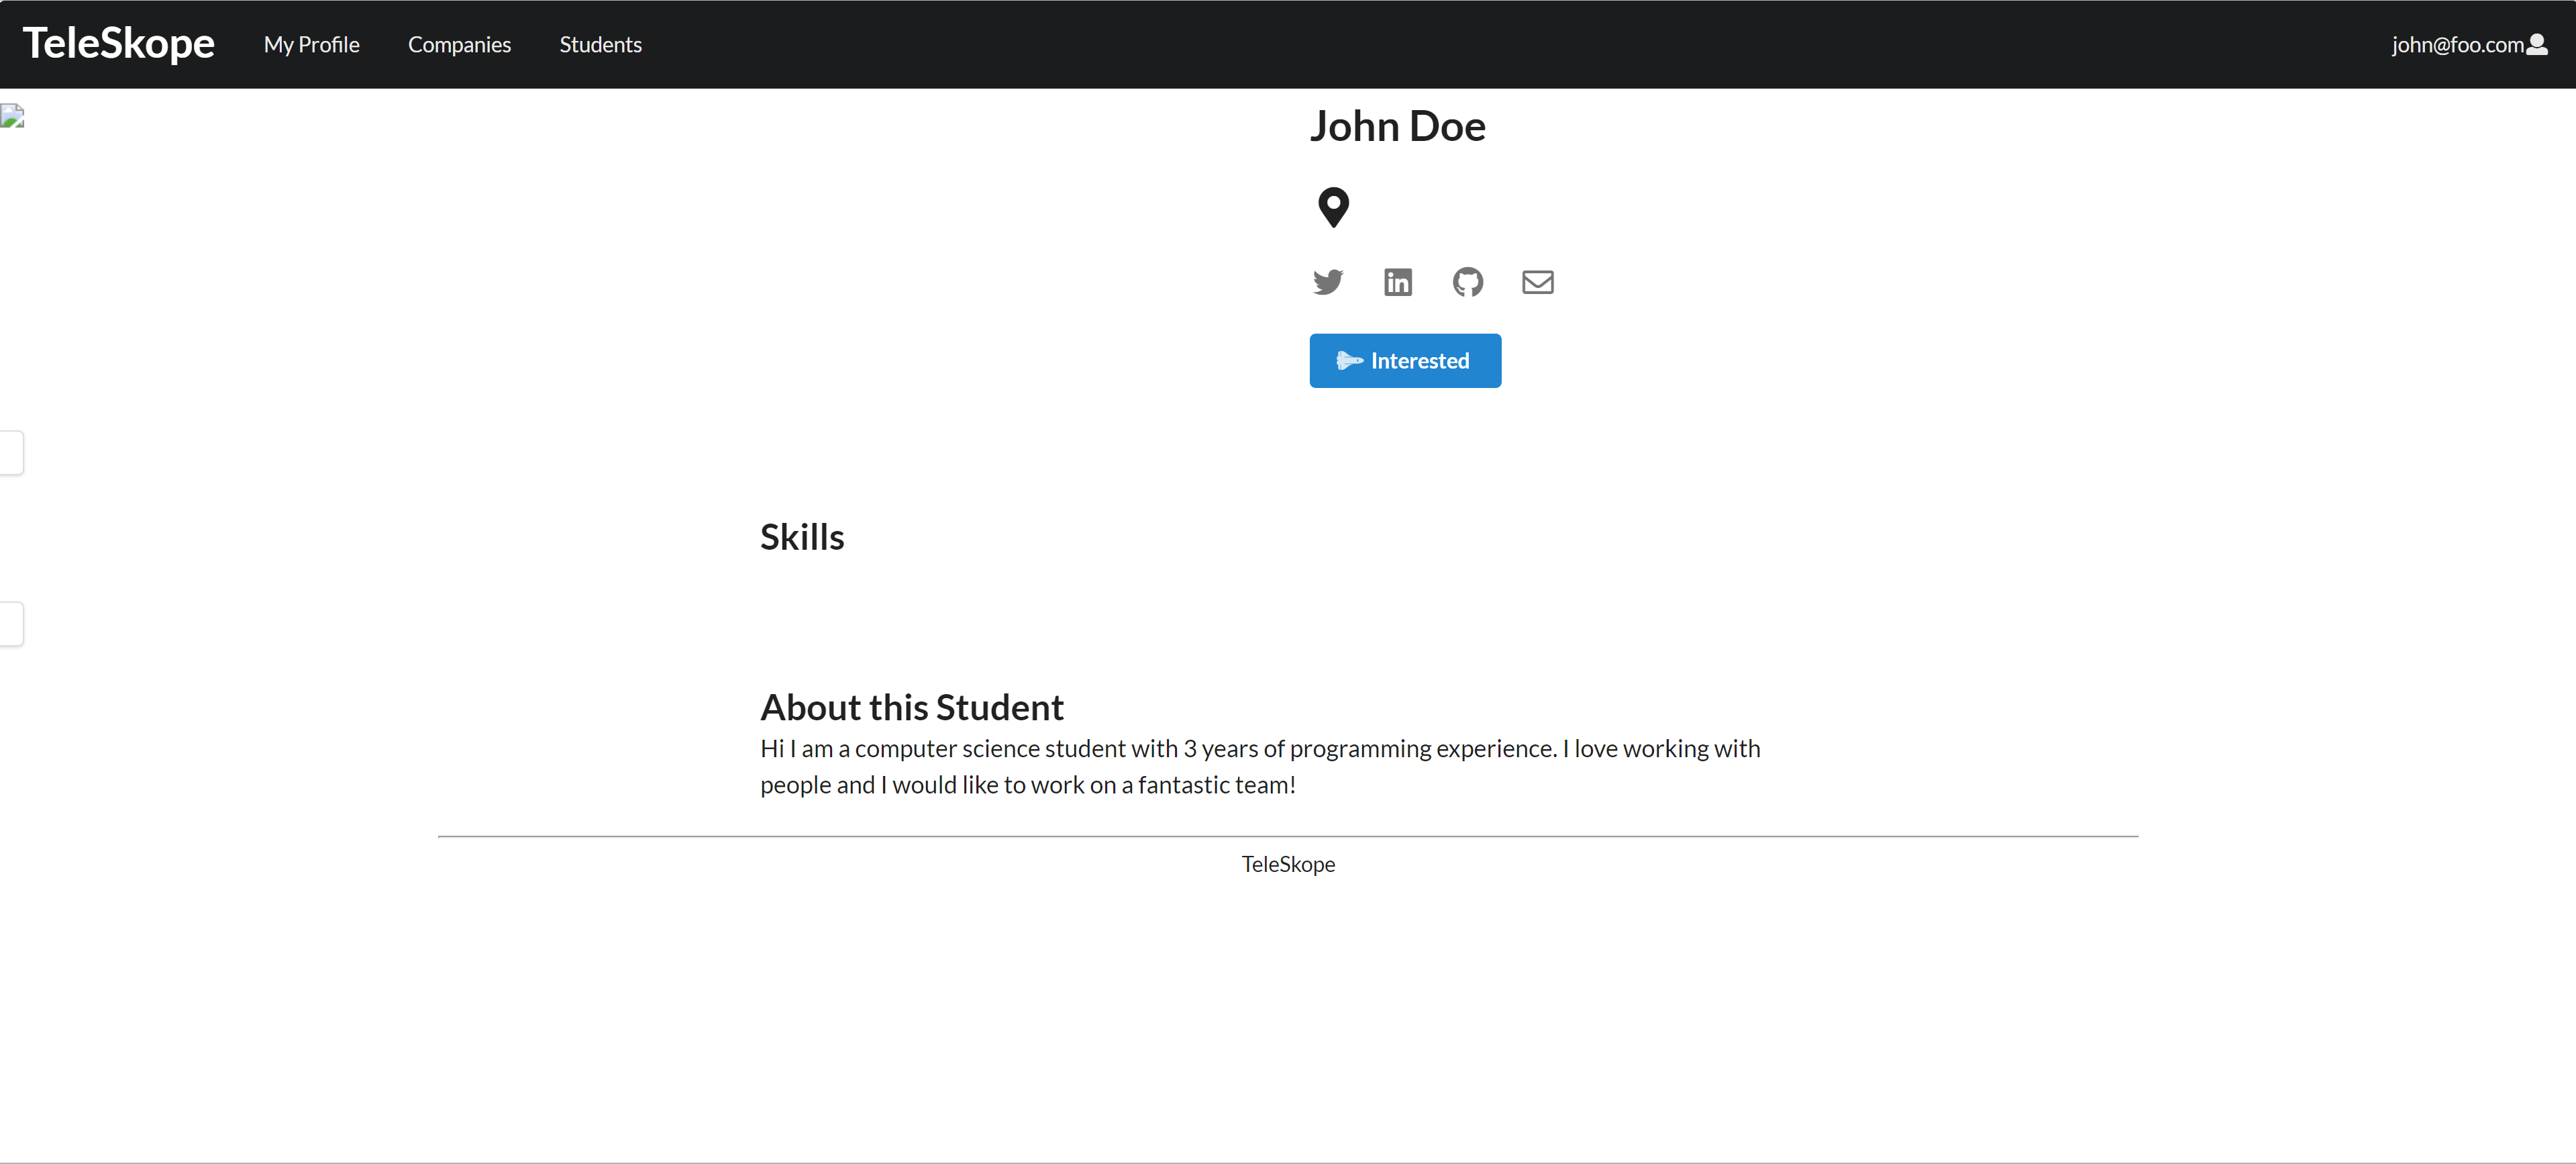 TeleSkope
My Profile
Companies
Students
john@foo.com
John Doe
Interested
Skills
About this Student
Hi I am a computer science student with 3 years of programming experience. I love working with
people and I would like to work on a fantastic team!
TeleSkope